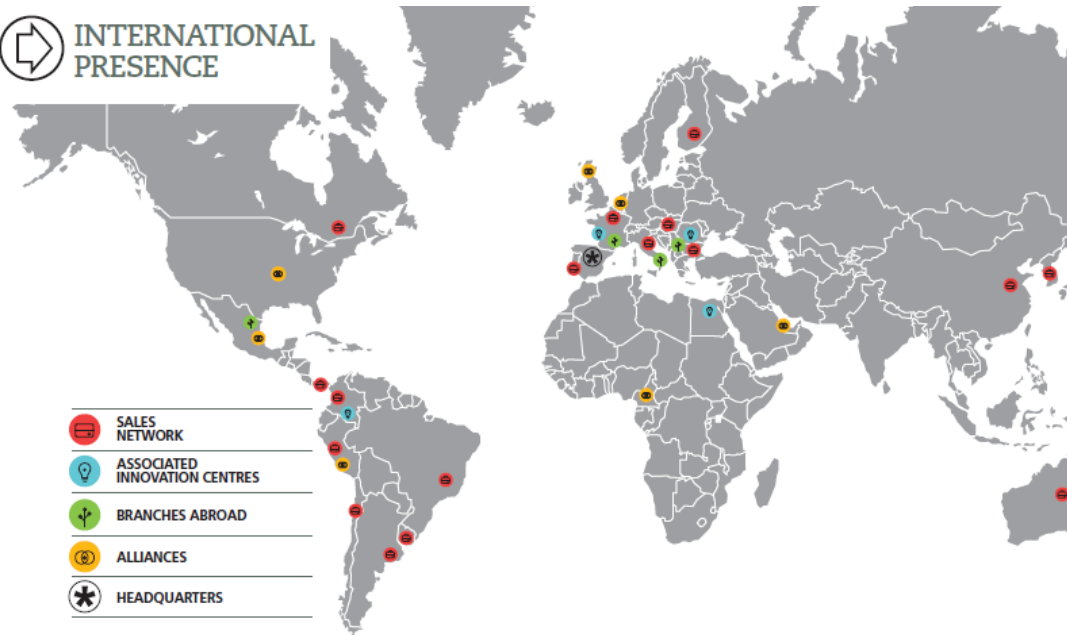 INTERNATIONAL
PRESENCE
SALES
NETWORK
ASSOCIATED
INNOVATION CENTRES
BRANCHES ABROAD
ALLIANCES
HEADQUARTERS